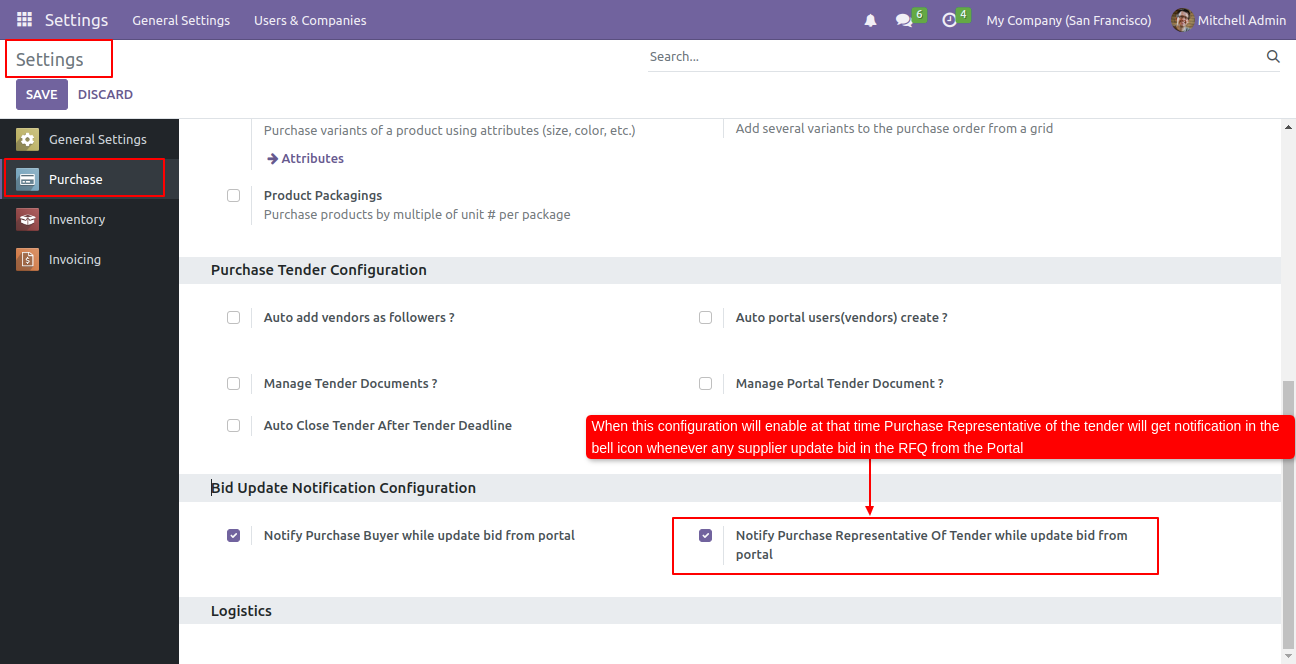 Settings General Settings Users & Companies 6 4 My Company (San Francisco) Mitchell Admin
Settings
Search...
SAVE DISCARD
General Settings
Purchase
Inventory
Invoicing
Purchase variants of a product using attributes (size, color, etc.)
Add several variants to the purchase order from a grid
Attributes
Product Packagings
Purchase products by multiple of unit # per package
Purchase Tender Configuration
Auto add vendors as followers ?
Auto portal users(vendors) create ?
Manage Tender Documents ?
Manage Portal Tender Document ?
Auto Close Tender After Tender Deadline
When this configuration will enable at that time Purchase Representative of the tender will get notification in the
bell icon whenever any supplier update bid in the RFQ from the Portal
Bid Update Notification Configuration
Notify Purchase Buyer while update bid from portal
Notify Purchase Representative Of Tender while update bid from
portal
Logistics